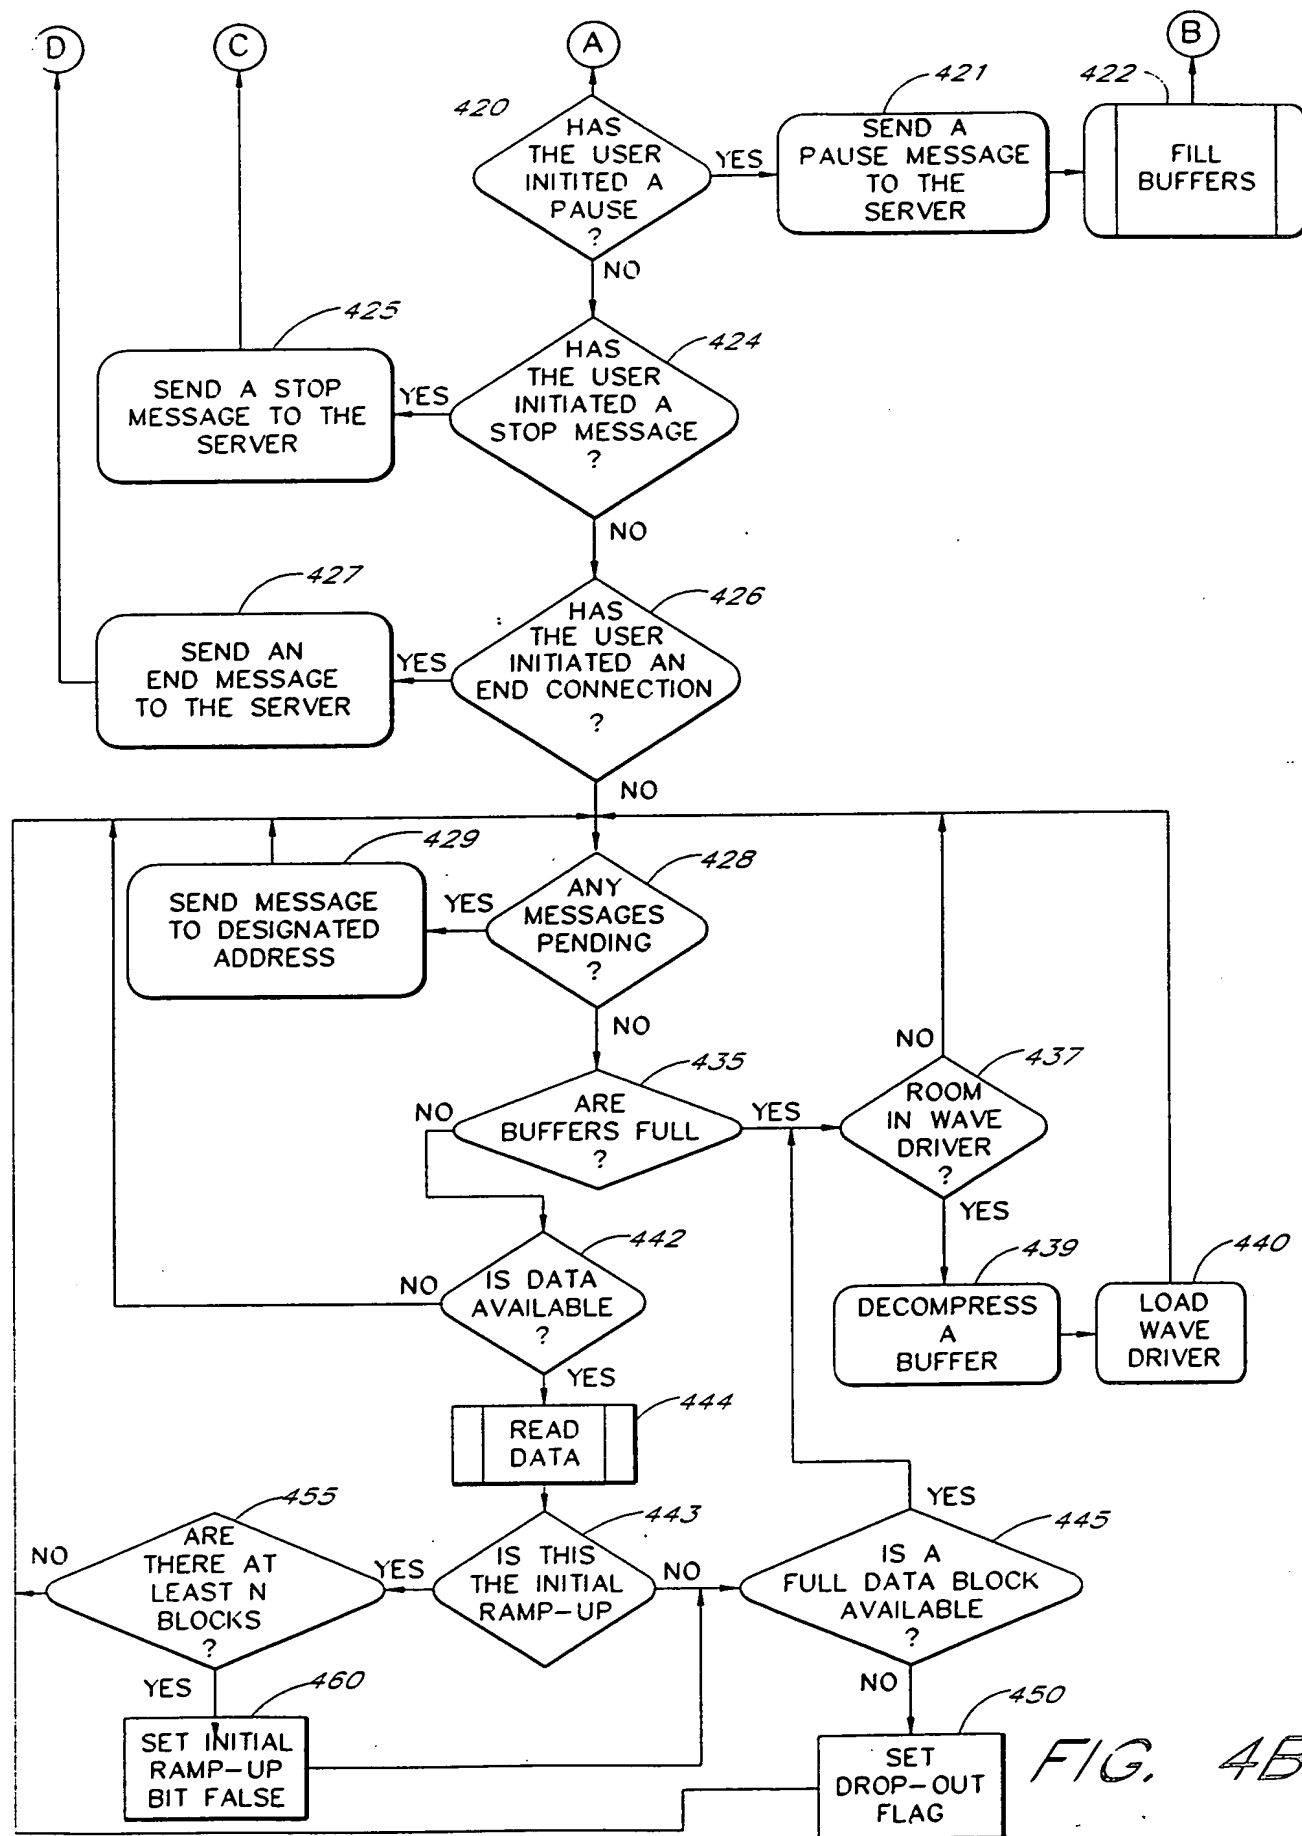 D
C
A
B
420
HAS
THE USER
INITITED A
PAUSE
?
YES
NO
421
SEND A
PAUSE MESSAGE
TO THE
SERVER
422
FILL
BUFFERS
425
SEND A STOP
MESSAGE TO THE
SERVER
YES
424
HAS
THE USER
INITIATED A
STOP MESSAGE
?
NO
427
SEND AN
END MESSAGE
TO THE SERVER
YES
426
HAS
THE USER
INITIATED AN
END CONNECTION
?
NO
429
SEND MESSAGE
TO DESIGNATED
ADDRESS
YES
428
ANY
MESSAGES
PENDING
?
NO
435
ARE
BUFFERS FULL
?
NO
YES
NO
437
ROOM
IN WAVE
DRIVER
?
YES
439
DECOMPRESS
A
BUFFER
440
LOAD
WAVE
DRIVER
442
NO
IS DATA
AVAILABLE
?
YES
444
READ
DATA
455
NO
ARE
THERE AT
LEAST N
BLOCKS
?
YES
YES
443
IS THIS
THE INITIAL
RAMP-UP
NO
YES
445
IS A
FULL DATA BLOCK
AVAILABLE
?
NO
460
SET INITIAL
RAMP-UP
BIT FALSE
450
SET
DROP-OUT
FLAG
FIG. 4B